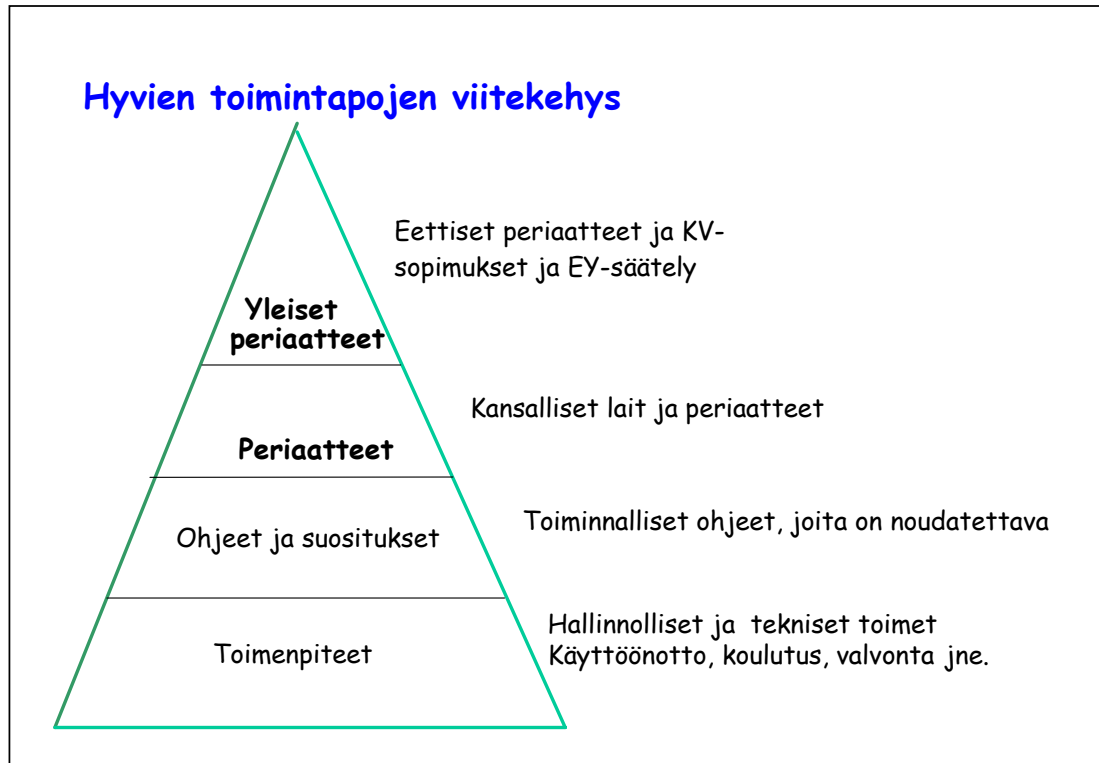 Hyvien toimintapojen viitekehys
Eettiset periaatteet ja KV-
sopimukset ja EY-säätely
Yleiset
periaatteet
Kansalliset lait ja periaatteet
Periaatteet
Toiminnalliset ohjeet, joita on noudatettava
Ohjeet ja suositukset
Hallinnolliset ja tekniset toimet
Käyttöönotto, koulutus, valvonta jne.
Toimenpiteet